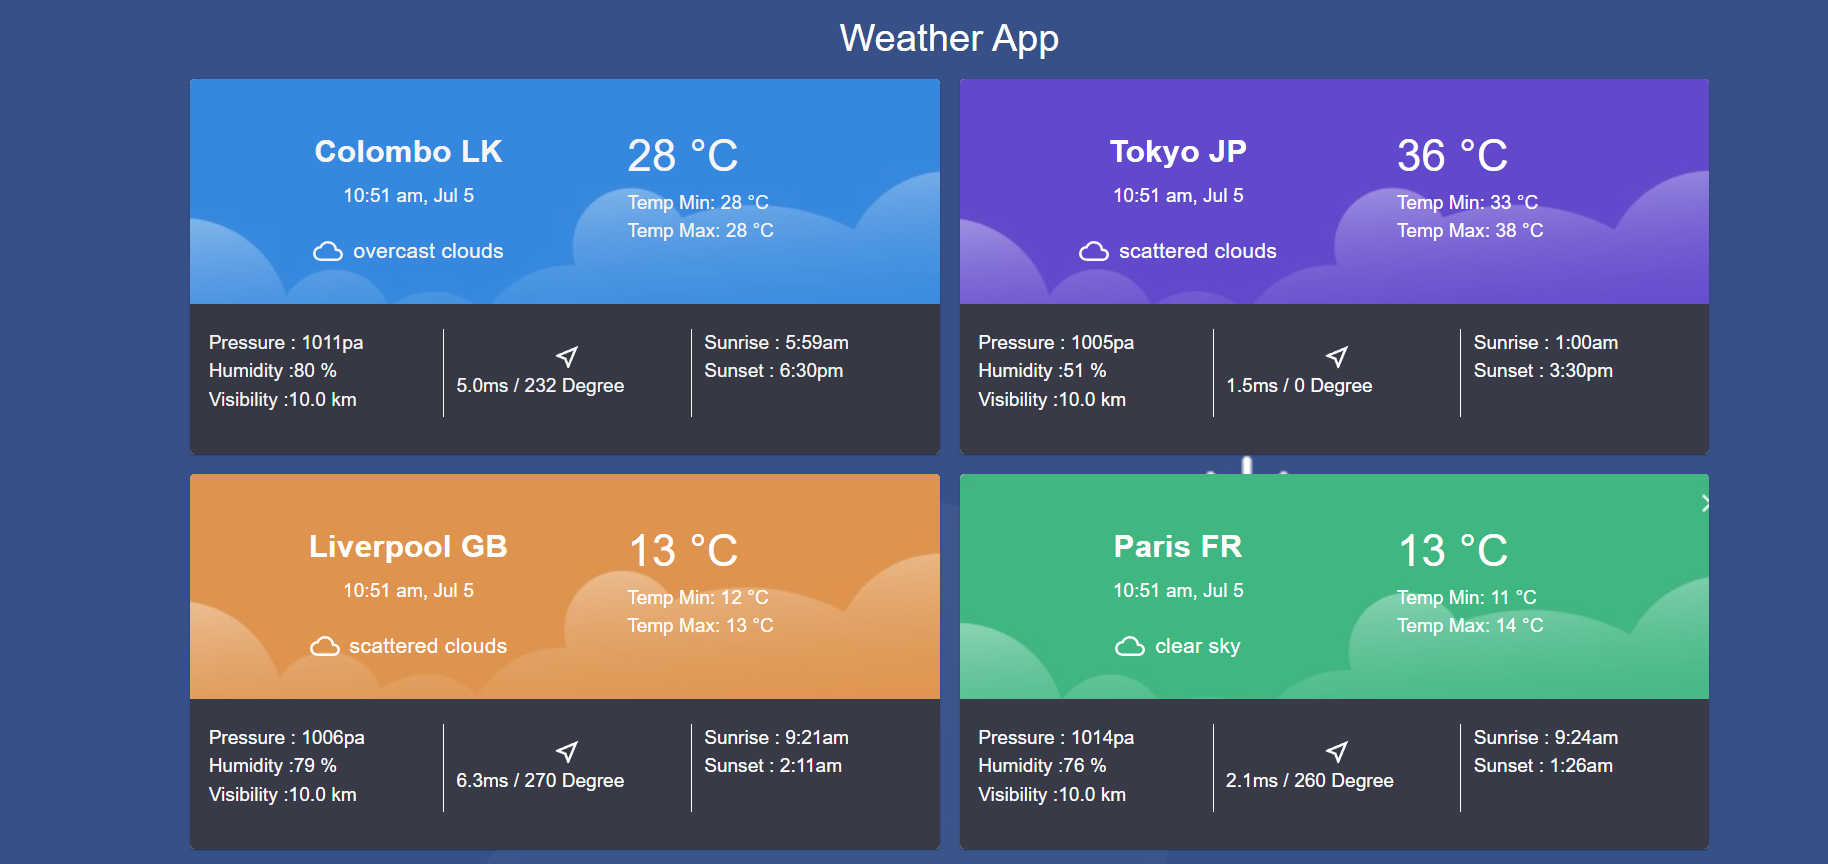 Weather App
Colombo LK
10:51 am, Jul 5
overcast clouds
28 °C
Temp Min: 28 °C
Temp Max: 28 °C
Pressure : 1011pa
Humidity :80 %
Visibility :10.0 km
5.0ms / 232 Degree
Sunrise : 5:59am
Sunset : 6:30pm
Tokyo JP
10:51 am, Jul 5
scattered clouds
36 °C
Temp Min: 33 °C
Temp Max: 38 °C
Pressure : 1005pa
Humidity :51 %
Visibility :10.0 km
1.5ms / 0 Degree
Sunrise : 1:00am
Sunset : 3:30pm
Liverpool GB
10:51 am, Jul 5
scattered clouds
13 °C
Temp Min: 12 °C
Temp Max: 13 °C
Pressure : 1006pa
Humidity :79 %
Visibility :10.0 km
6.3ms / 270 Degree
Sunrise : 9:21am
Sunset : 2:11am
Paris FR
10:51 am, Jul 5
clear sky
13 °C
Temp Min: 11 °C
Temp Max: 14 °C
Pressure : 1014pa
Humidity :76 %
Visibility :10.0 km
2.1ms / 260 Degree
Sunrise : 9:24am
Sunset : 1:26am